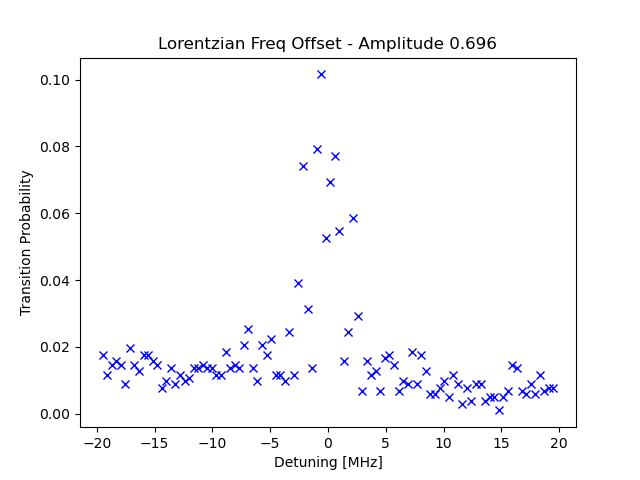 Lorentzian Freq Offset - Amplitude 0.696
Transition Probability
0.10
0.08
0.06
0.04
0.02
0.00
−20 −15 −10 −5 0 5 10 15 20
Detuning [MHz]